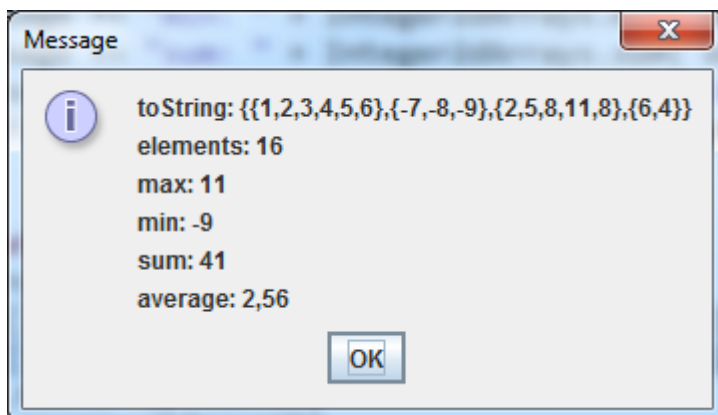 Message
toString: {{1,2,3,4,5,6},{-7,-8,-9},{2,5,8,11,8},{6,4}}
elements: 16
max: 11
min: -9
sum: 41
average: 2,56
OK